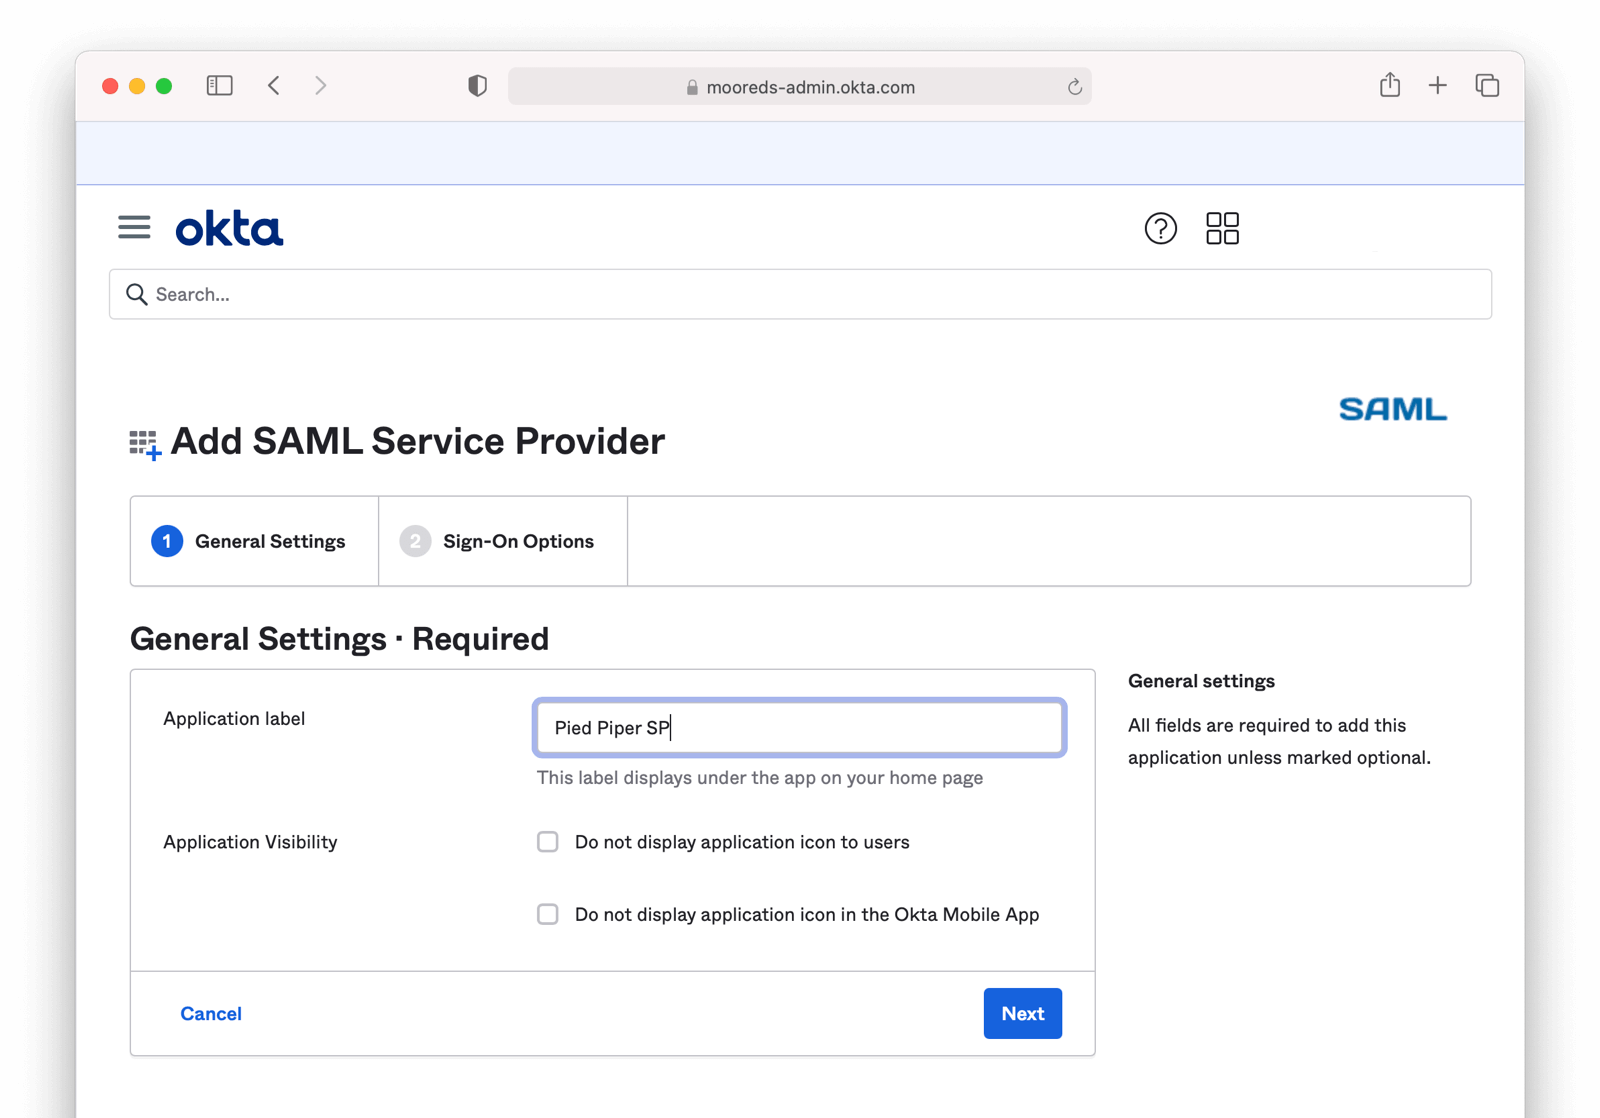 mooreds-admin.okta.com
okta
Search...
SAML
Add SAML Service Provider
1 General Settings
2 Sign-On Options
General Settings · Required
Application label
Pied Piper SP
This label displays under the app on your home page
Application Visibility
Do not display application icon to users
Do not display application icon in the Okta Mobile App
Cancel
Next
General settings
All fields are required to add this
application unless marked optional.